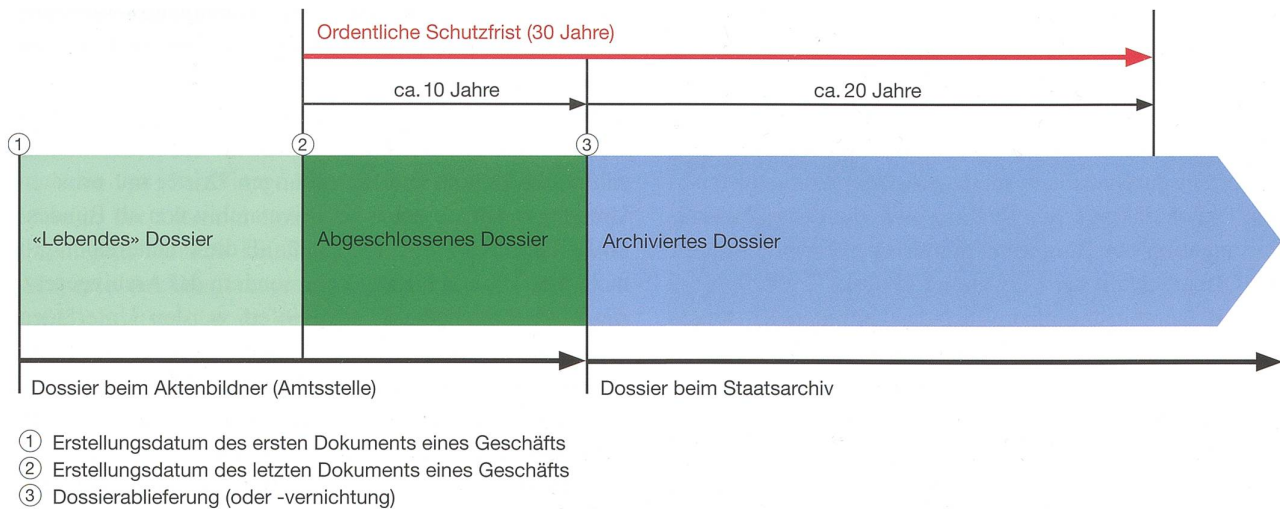 Ordentliche Schutzfrist (30 Jahre)
ca. 10 Jahre
ca. 20 Jahre
1
2
3
«Lebendes» Dossier
Abgeschlossenes Dossier
Archiviertes Dossier
Dossier beim Aktenbildner (Amtsstelle)
Dossier beim Staatsarchiv
1 Erstellungsdatum des ersten Dokuments eines Geschäfts
2 Erstellungsdatum des letzten Dokuments eines Geschäfts
3 Dossierablieferung (oder -vernichtung)